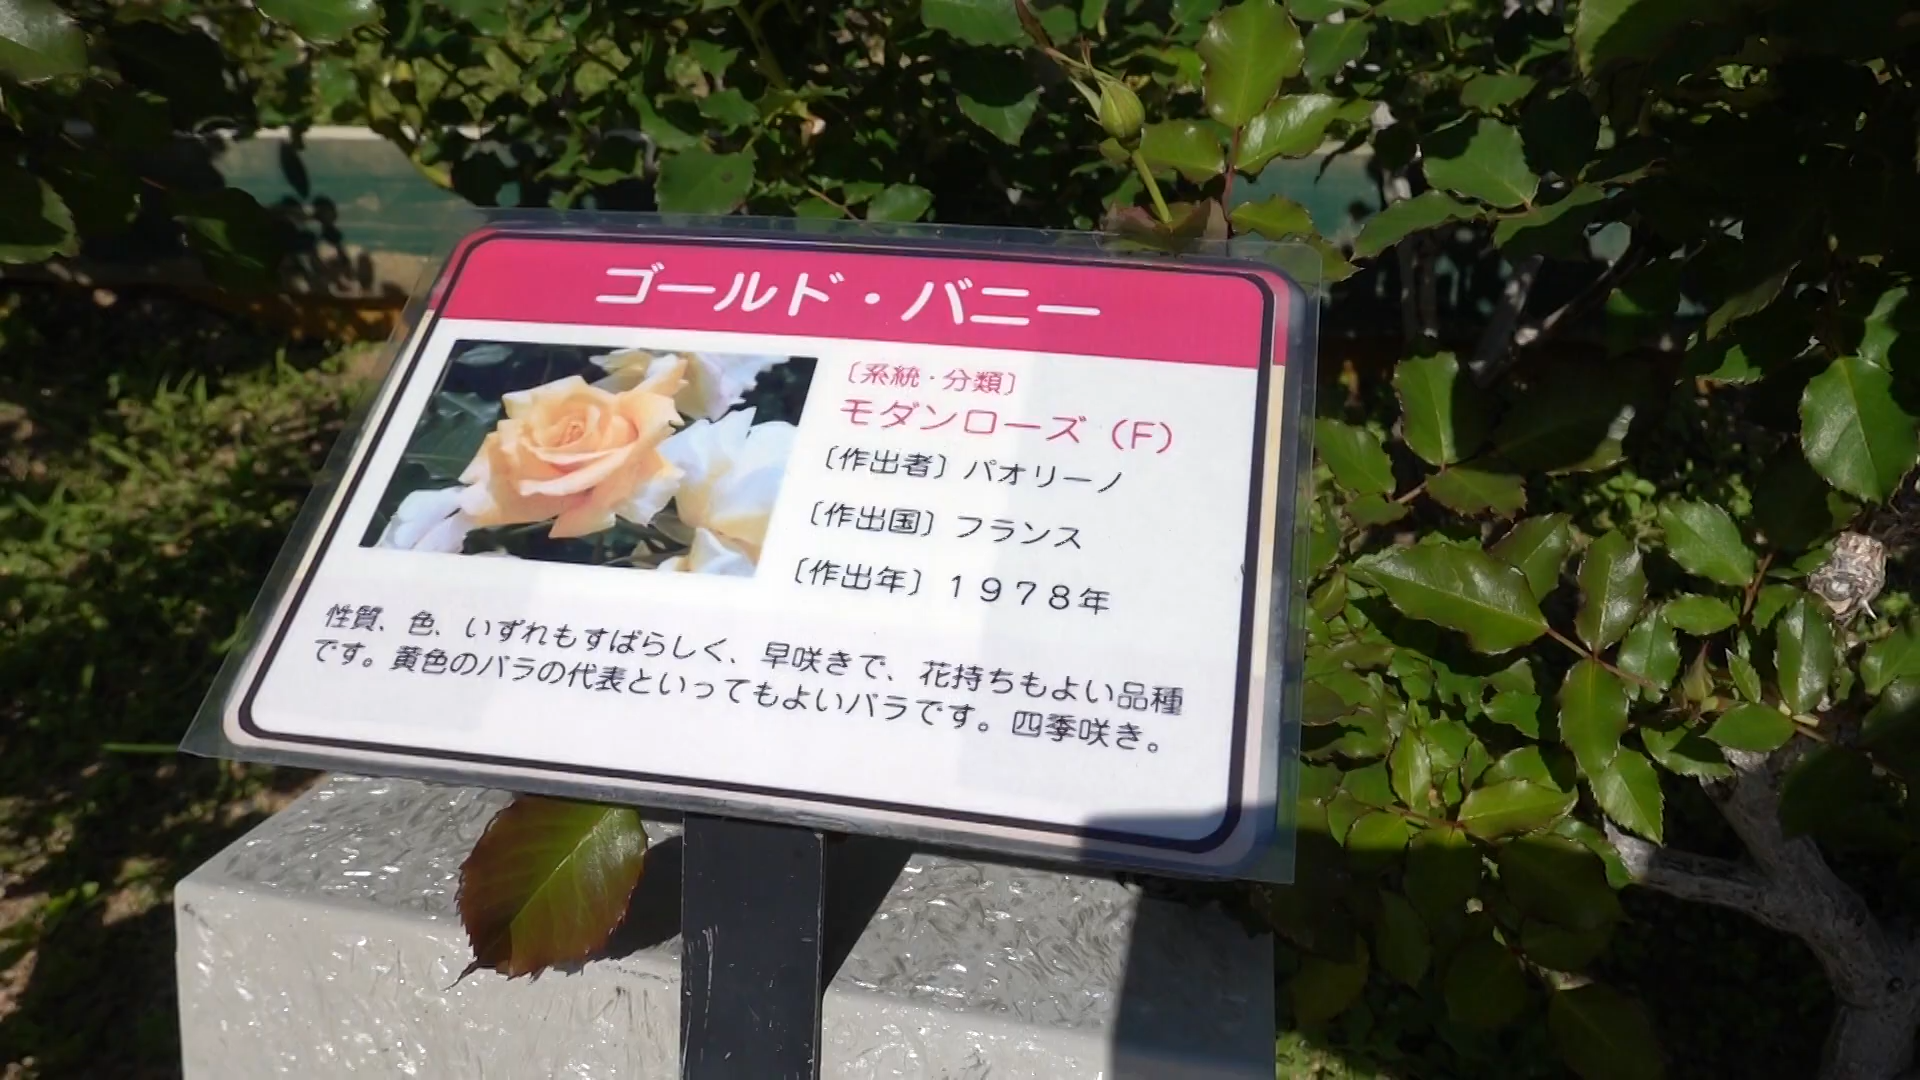 ゴールド・バニー
〔系統・分類〕
モダンローズ（F）
〔作出者〕パオリーノ
〔作出国〕フランス
〔作出年〕１９７８年
性質、色、いずれもすばらしく、早咲きで、花持ちもよい品種
です。黄色のバラの代表といってもよいバラです。四季咲き。